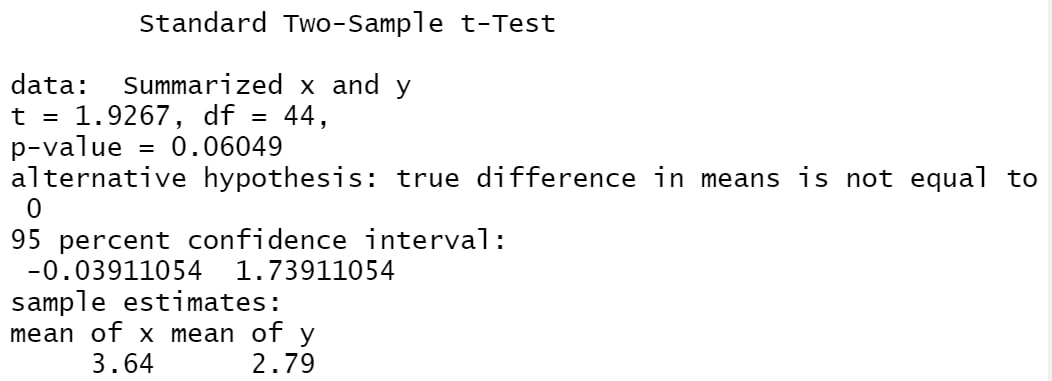 Standard Two-Sample t-Test
data:  Summarized x and y
t = 1.9267, df = 44,
p-value = 0.06049
alternative hypothesis: true difference in means is not equal to
 0
95 percent confidence interval:
 -0.03911054  1.73911054
sample estimates:
mean of x mean of y
     3.64      2.79